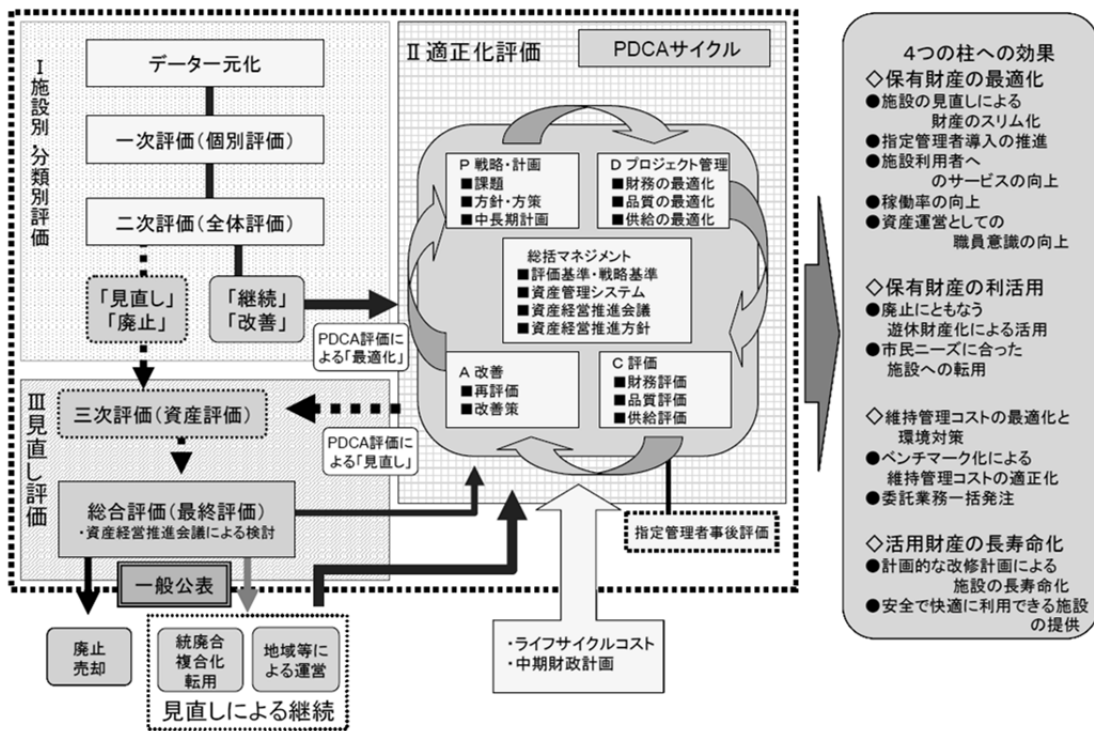 Ⅰ施設別,分類別評価
データー元化
一次評価(個別評価)
二次評価(全体評価)
「見直し」
「廃止」
「継続」
「改善」
PDCA評価
による「最適化」
Ⅱ適正化評価
PDCAサイクル
P 戦略・計画
■課題
■方針・方策
■中長期計画
D プロジェクト管理
■財務の最適化
■品質の最適化
■供給の最適化
総括マネジメント
■評価基準・戦略基準
■資産管理システム
■資産経営推進会議
■資産経営推進方針
A 改善
■再評価
■改善策
C 評価
■財務評価
■品質評価
■供給評価
Ⅲ見直し評価
三次評価(資産評価)
PDCA評価に
よる「見直し」
総合評価(最終評価)
・資産経営推進会議による検討
一般公表
指定管理者事後評価
廃止
売却
統廃合
複合化
転用
地域等に
よる運営
見直しによる継続
・ライフサイクルコスト
・中期財政計画
4つの柱への効果
◇保有財産の最適化
●施設の見直しによる
財産のスリム化
●指定管理者導入の推進
●施設利用者へ
のサービスの向上
●稼働率の向上
●資産運営としての
職員意識の向上
◇保有財産の利活用
●廃止にともなう
遊休財産化による活用
●市民ニーズに合った
施設への転用
◇維持管理コストの最適化と
環境対策
●ベンチマーク化による
維持管理コストの適正化
●委託業務一括発注
◇活用財産の長寿命化
●計画的な改修計画による
施設の長寿命化
●安全で快適に利用できる施設
の提供